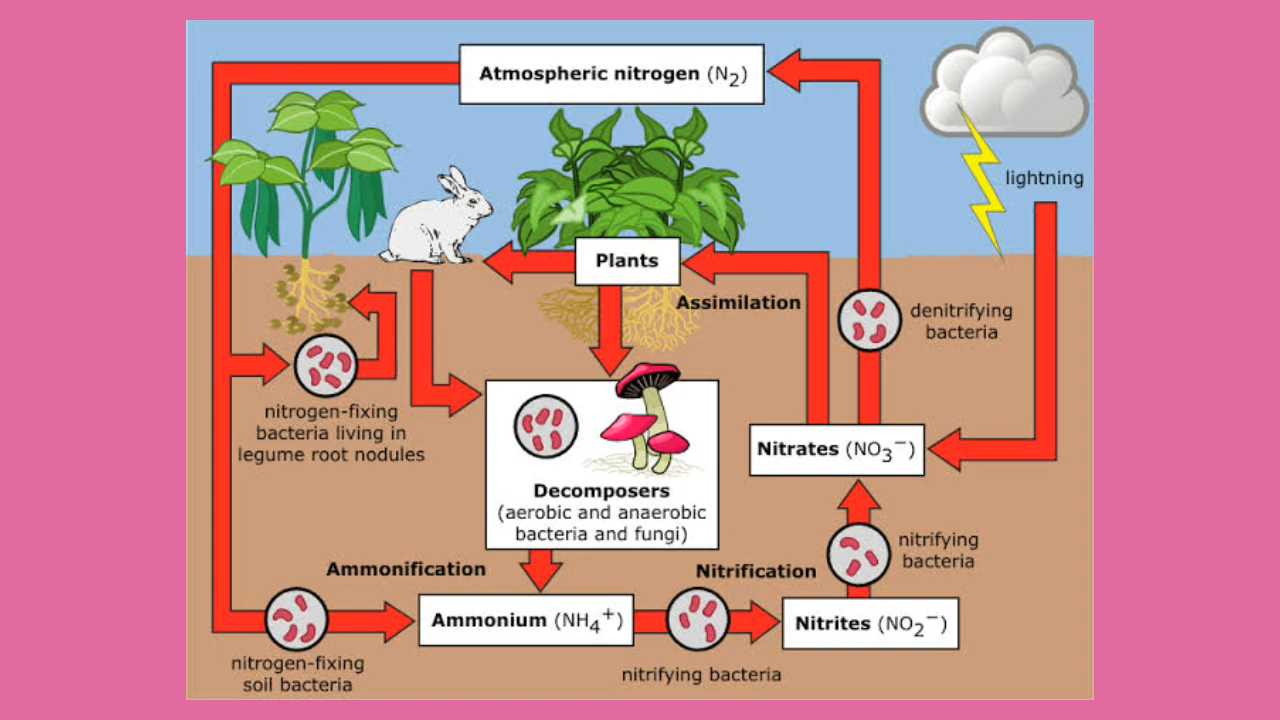 Atmospheric nitrogen (N₂)
lightning
Plants
Assimilation
denitrifying
bacteria
nitrogen-fixing
bacteria living in
legume root nodules
Nitrates (NO₃⁻)
Decomposers
(aerobic and anaerobic
bacteria and fungi)
nitrifying
bacteria
Ammonification
Nitrification
Ammonium (NH₄⁺)
Nitrites (NO₂⁻)
nitrogen-fixing
soil bacteria
nitrifying bacteria